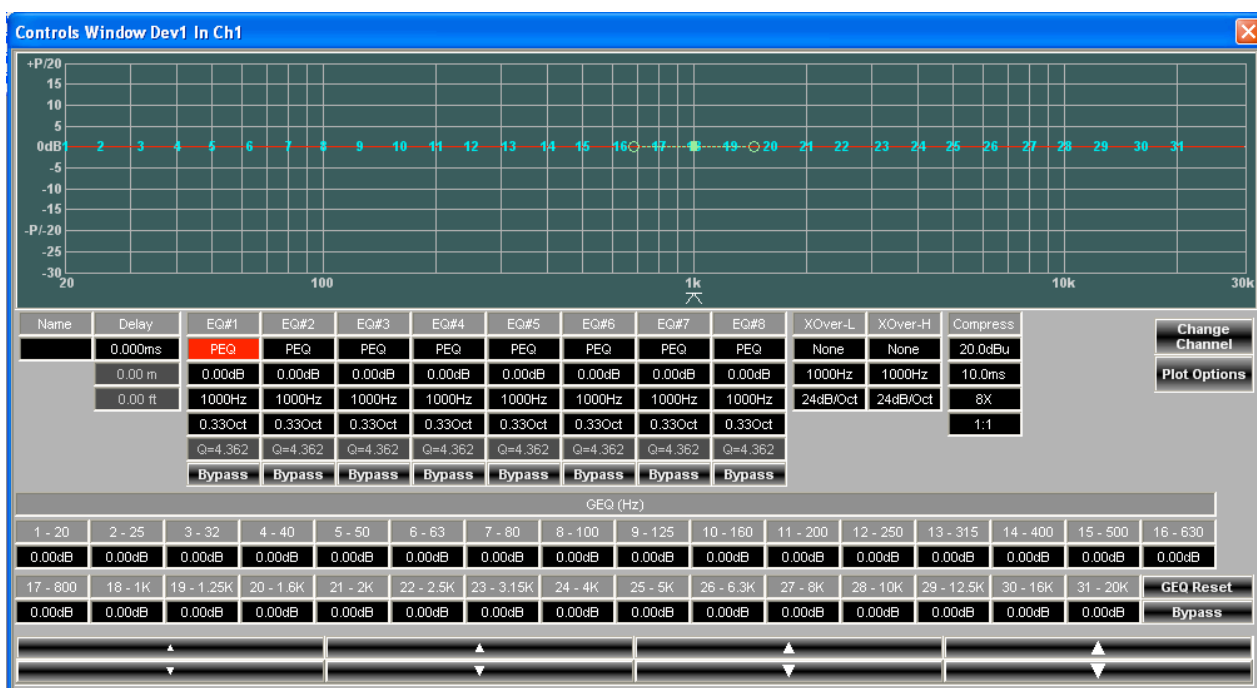 Controls Window Dev1 In Ch1
+P/20
15
10
5
0dB 1 2 3 4 5 6 7 8 9 10 11 12 13 14 15 16 17 18 19 20 21 22 23 24 25 26 27 28 29 30 31
-5
-10
-15
-P/-20
-25
-30
20 100 1k 10k 30k
Name Delay EQ#1 EQ#2 EQ#3 EQ#4 EQ#5 EQ#6 EQ#7 EQ#8 XOver-L XOver-H Compress Change Channel
0.000ms PEQ PEQ PEQ PEQ PEQ PEQ PEQ PEQ None None 20.0dBu
0.00 m 0.00dB 0.00dB 0.00dB 0.00dB 0.00dB 0.00dB 0.00dB 0.00dB 1000Hz 1000Hz 10.0ms Plot Options
0.00 ft 1000Hz 1000Hz 1000Hz 1000Hz 1000Hz 1000Hz 1000Hz 1000Hz 24dB/Oct 24dB/Oct 8X
0.33Oct 0.33Oct 0.33Oct 0.33Oct 0.33Oct 0.33Oct 0.33Oct 0.33Oct 1:1
Q=4.362 Q=4.362 Q=4.362 Q=4.362 Q=4.362 Q=4.362 Q=4.362 Q=4.362
Bypass Bypass Bypass Bypass Bypass Bypass Bypass Bypass
GEQ (Hz)
1 - 20 2 - 25 3 - 32 4 - 40 5 - 50 6 - 63 7 - 80 8 - 100 9 - 125 10 - 160 11 - 200 12 - 250 13 - 315 14 - 400 15 - 500 16 - 630
0.00dB 0.00dB 0.00dB 0.00dB 0.00dB 0.00dB 0.00dB 0.00dB 0.00dB 0.00dB 0.00dB 0.00dB 0.00dB 0.00dB 0.00dB 0.00dB
17 - 800 18 - 1K 19 - 1.25K 20 - 1.6K 21 - 2K 22 - 2.5K 23 - 3.15K 24 - 4K 25 - 5K 26 - 6.3K 27 - 8K 28 - 10K 29 - 12.5K 30 - 16K 31 - 20K GEQ Reset
0.00dB 0.00dB 0.00dB 0.00dB 0.00dB 0.00dB 0.00dB 0.00dB 0.00dB 0.00dB 0.00dB 0.00dB 0.00dB 0.00dB 0.00dB Bypass